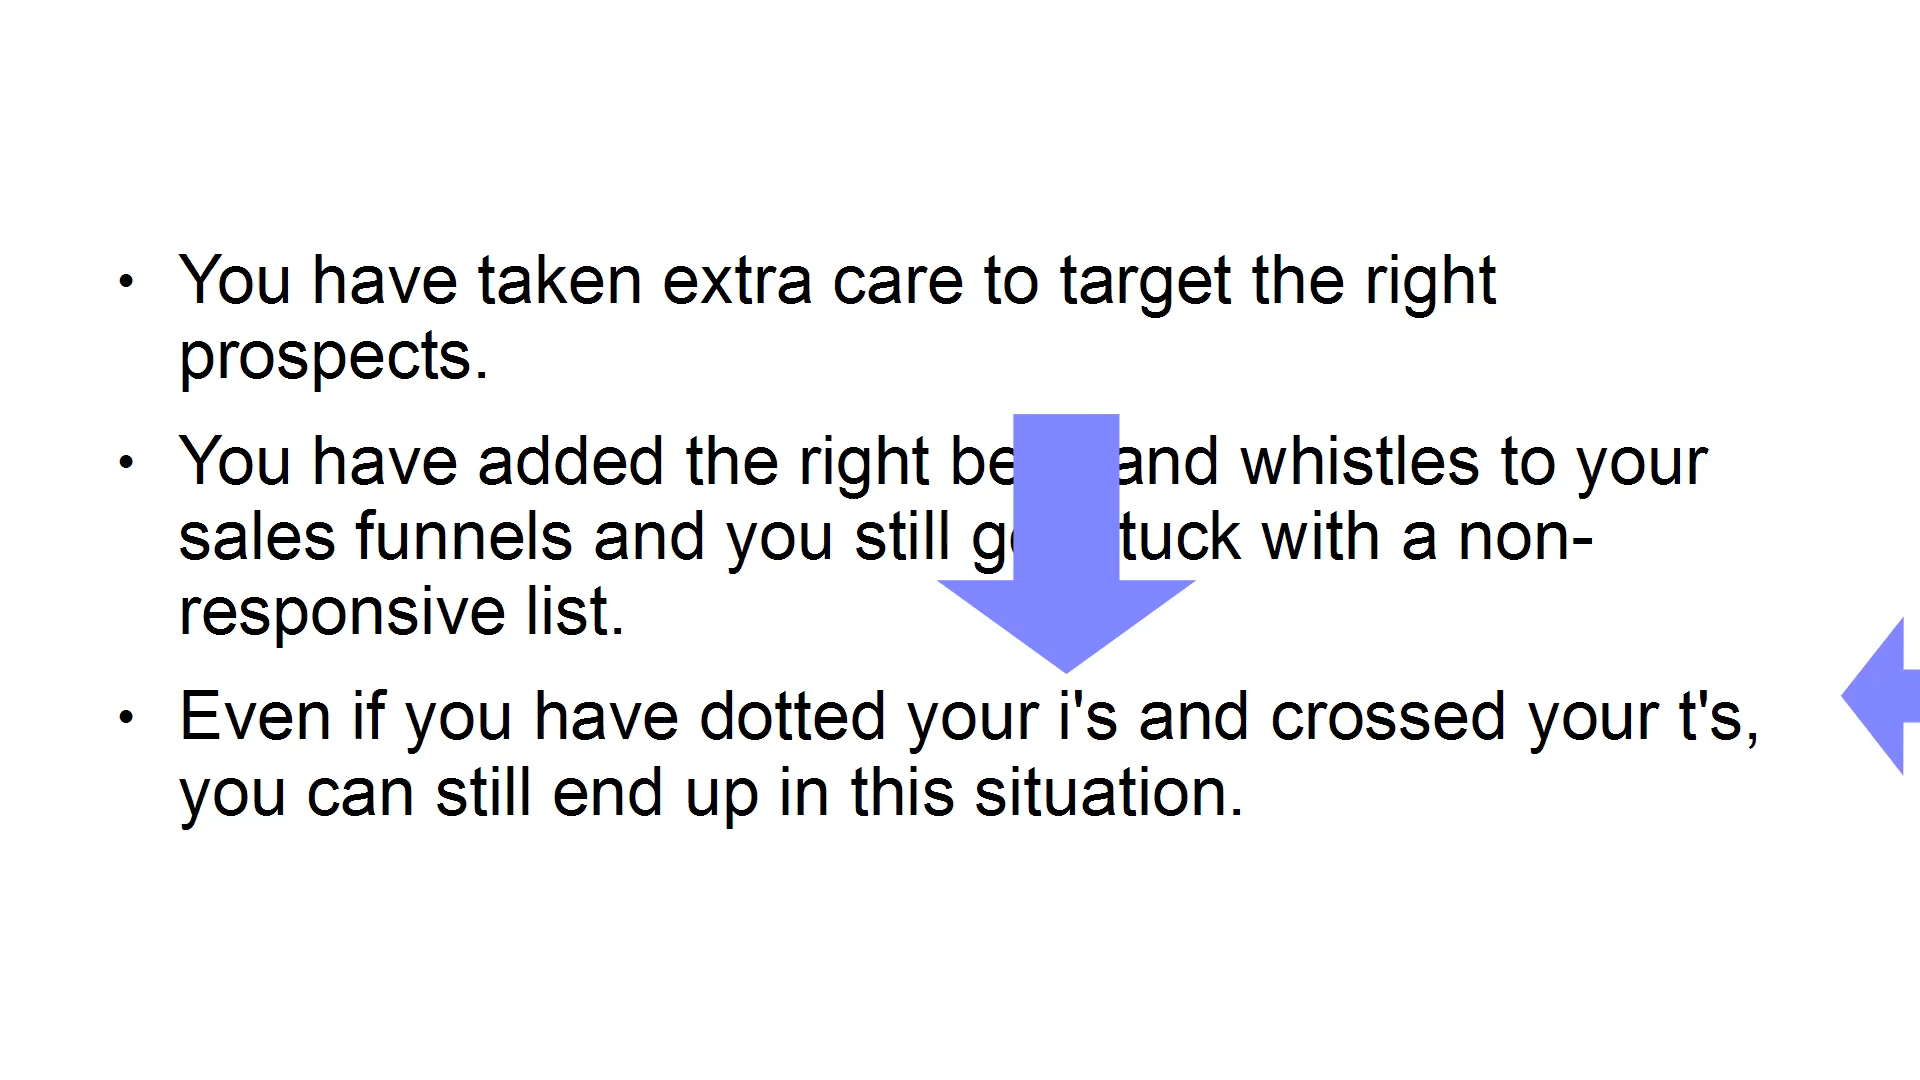 • You have taken extra care to target the right
prospects.
• You have added the right and whistles to your
sales funnels and you still with a non-
responsive list.
• Even if you have dotted your i's and crossed your t's,
you can still end up in this situation.